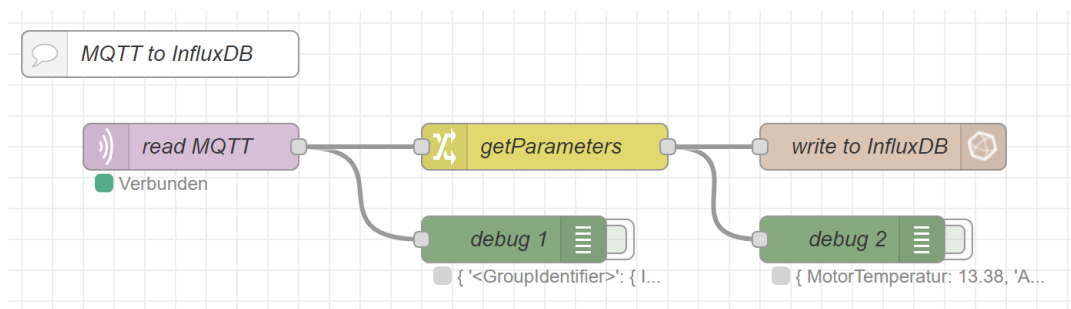 MQTT to InfluxDB
read MQTT
getParameters
write to InfluxDB
Verbunden
debug 1
debug 2
{ '<GroupIdentifier>': { I...
{ MotorTemperatur: 13.38, 'A...